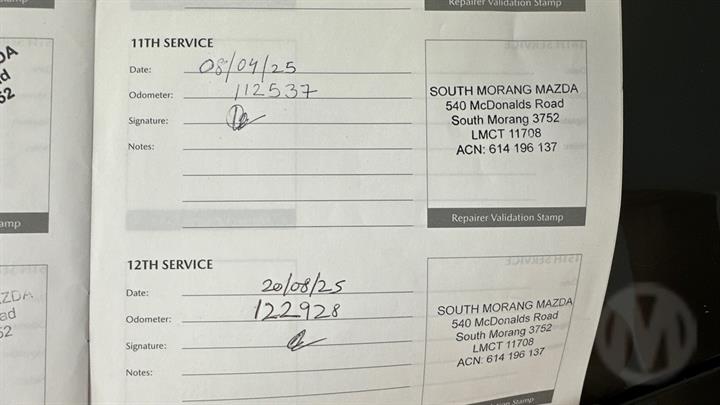 Repairer Validation Stamp
11TH SERVICE
Date: 08/04/25
Odometer: 112537
Signature:
Notes:
SOUTH MORANG MAZDA
540 McDonalds Road
South Morang 3752
LMCT 11708
ACN: 614 196 137
Repairer Validation Stamp
12TH SERVICE
Date: 20/08/25
Odometer: 122928
Signature:
Notes:
SOUTH MORANG MAZDA
540 McDonalds Road
South Morang 3752
LMCT 11708
ACN: 614 196 137